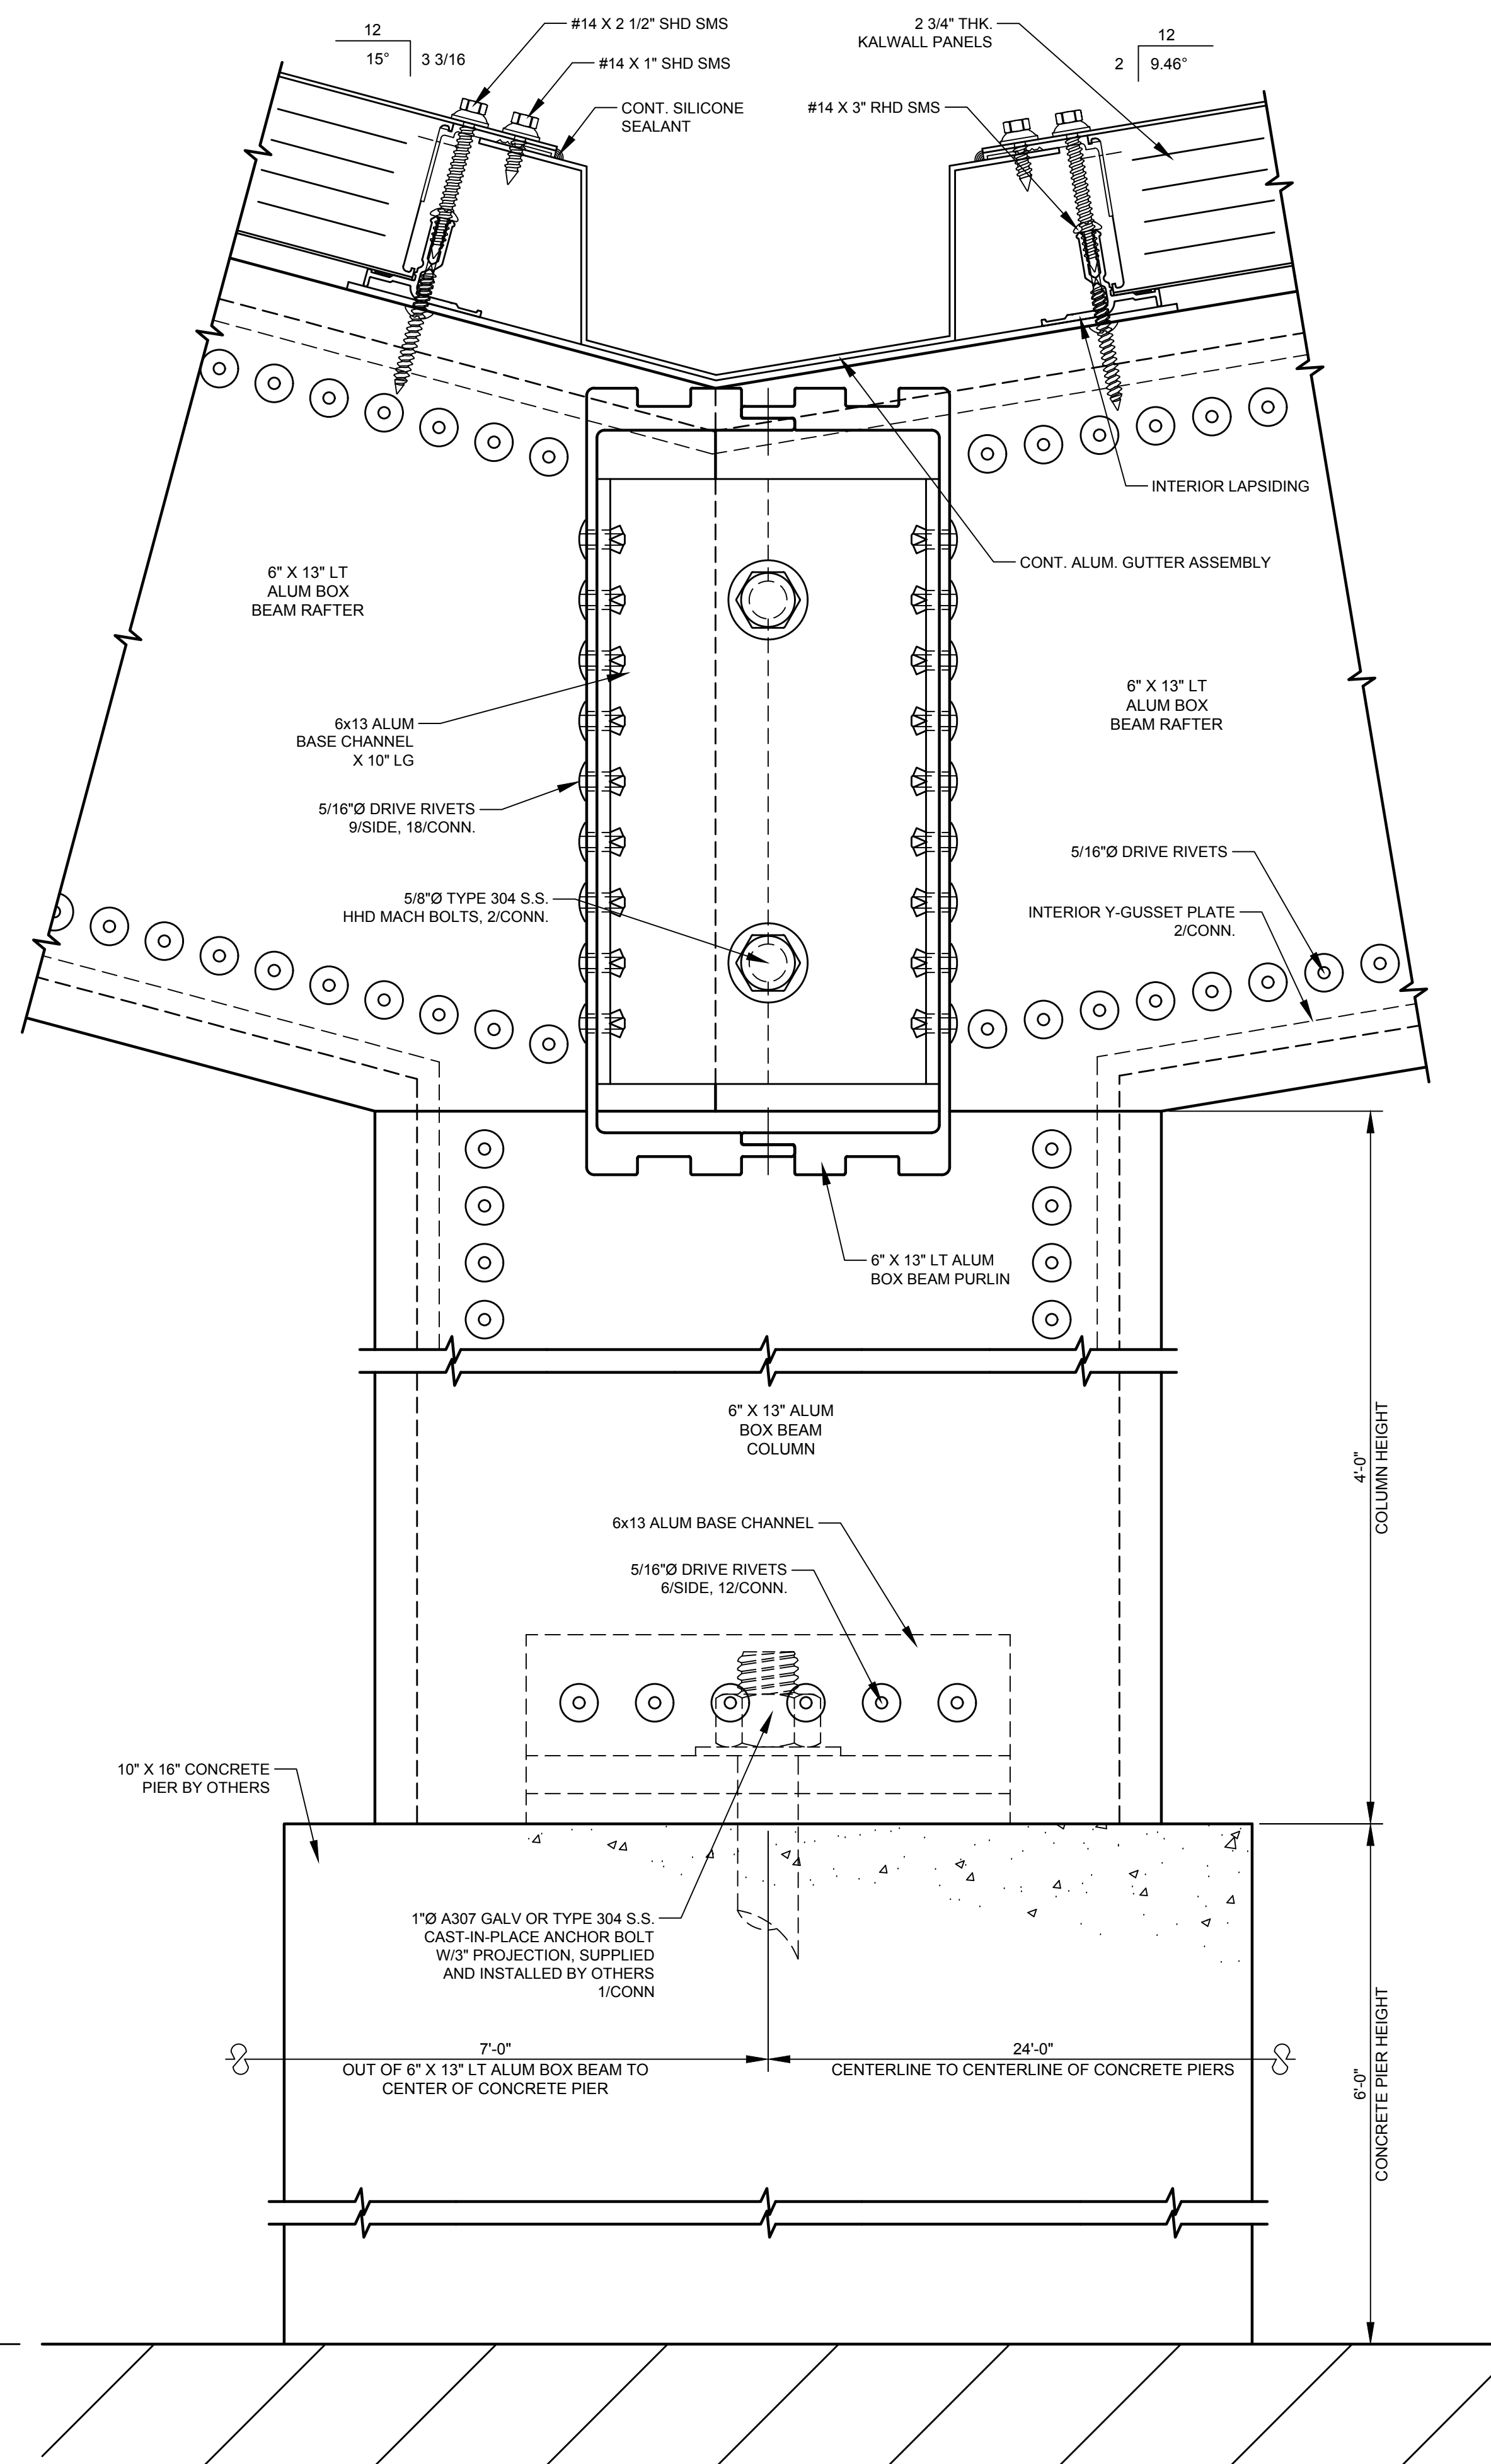 12
15°
3 3/16
#14 X 2 1/2" SHD SMS
#14 X 1" SHD SMS
CONT. SILICONE
SEALANT
2 3/4" THK.
KALWALL PANELS
#14 X 3" RHD SMS
12
2
9.46°
INTERIOR LAPSIDING
CONT. ALUM. GUTTER ASSEMBLY
6" X 13" LT
ALUM BOX
BEAM RAFTER
6" X 13" LT
ALUM BOX
BEAM RAFTER
6x13 ALUM
BASE CHANNEL
X 10" LG
5/16"Ø DRIVE RIVETS
9/SIDE, 18/CONN.
5/16"Ø DRIVE RIVETS
5/8"Ø TYPE 304 S.S.
HHD MACH BOLTS, 2/CONN.
INTERIOR Y-GUSSET PLATE
2/CONN.
6" X 13" LT ALUM
BOX BEAM PURLIN
6" X 13" ALUM
BOX BEAM
COLUMN
4'-0"
COLUMN HEIGHT
6x13 ALUM BASE CHANNEL
5/16"Ø DRIVE RIVETS
6/SIDE, 12/CONN.
10" X 16" CONCRETE
PIER BY OTHERS
1"Ø A307 GALV OR TYPE 304 S.S.
CAST-IN-PLACE ANCHOR BOLT
W/3" PROJECTION, SUPPLIED
AND INSTALLED BY OTHERS
1/CONN
7'-0"
OUT OF 6" X 13" LT ALUM BOX BEAM TO
CENTER OF CONCRETE PIER
24'-0"
CENTERLINE TO CENTERLINE OF CONCRETE PIERS
6'-0"
CONCRETE PIER HEIGHT